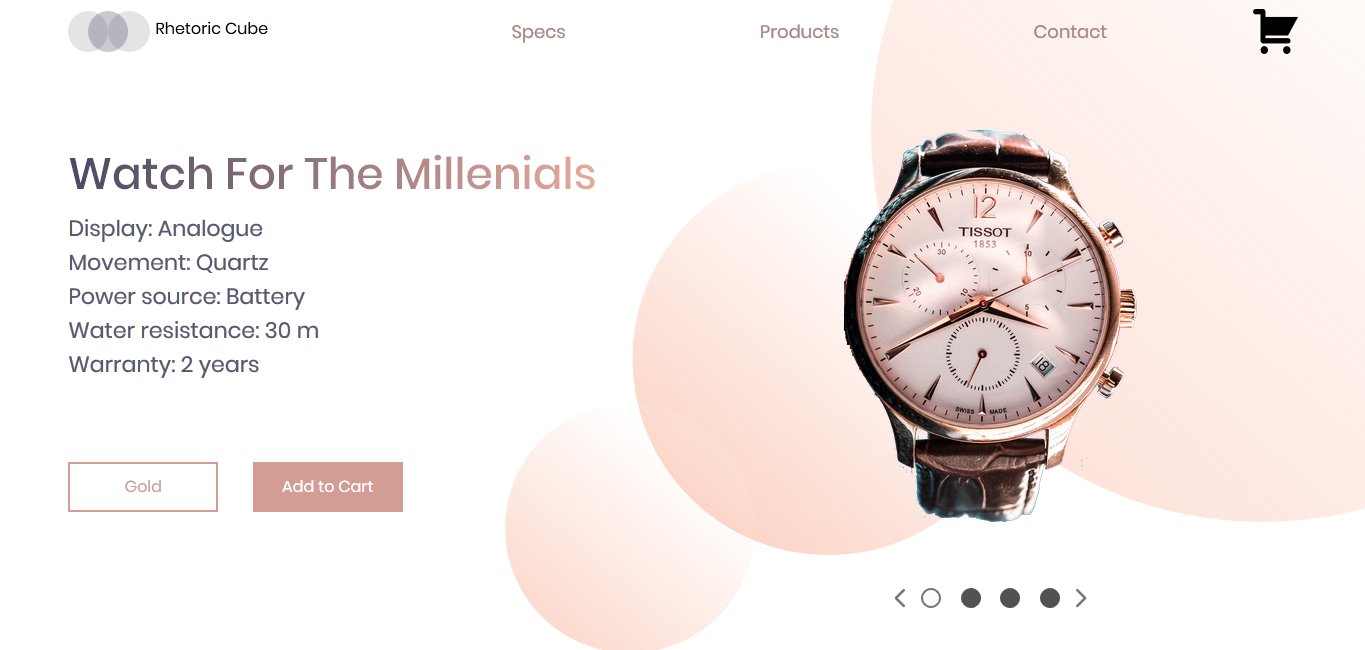 Rhetoric Cube
Specs
Products
Contact
Watch For The Millenials
Display: Analogue
Movement: Quartz
Power source: Battery
Water resistance: 30 m
Warranty: 2 years
Gold
Add to Cart
12
TISSOT
1853
30
10
20
10
5
18
SWISS MADE